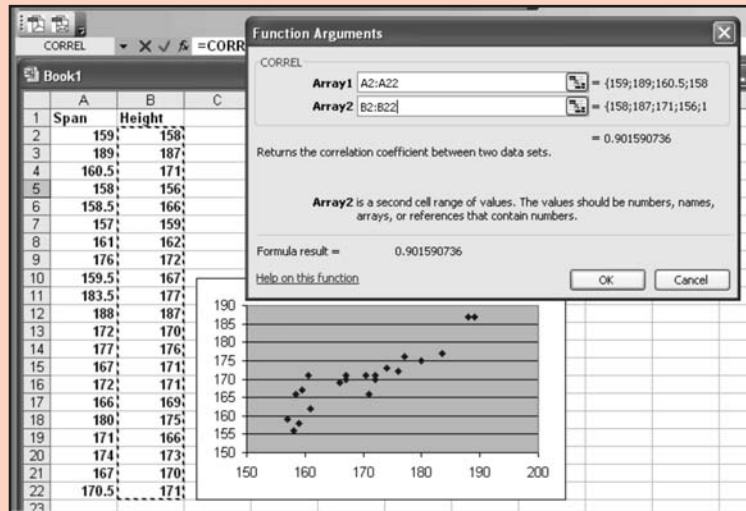 CORREL =CORR
Function Arguments
CORREL
Array1 A2:A22 = {159;189;160.5;158
Array2 B2:B22 = {158;187;171;156;1
= 0.901590736
Returns the correlation coefficient between two data sets.
Array2 is a second cell range of values. The values should be numbers, names,
arrays, or references that contain numbers.
Formula result = 0.901590736
Help on this function OK Cancel
Book1
A B C
1 Span Height
2 159 158
3 189 187
4 160.5 171
5 158 156
6 158.5 166
7 157 159
8 161 162
9 176 172
10 159.5 167
11 183.5 177
12 188 187
13 172 170
14 177 176
15 167 171
16 172 171
17 166 169
18 180 175
19 171 166
20 174 173
21 167 170
22 170.5 171
23
190
185
180
175
170
165
160
155
150
150 160 170 180 190 200